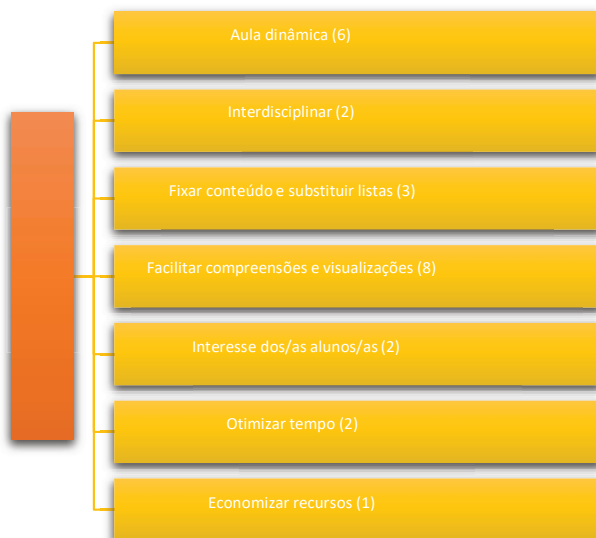 Aula dinâmica (6)
Interdisciplinar (2)
Fixar conteúdo e substituir listas (3)
Facilitar compreensões e visualizações (8)
Interesse dos/as alunos/as (2)
Otimizar tempo (2)
Economizar recursos (1)